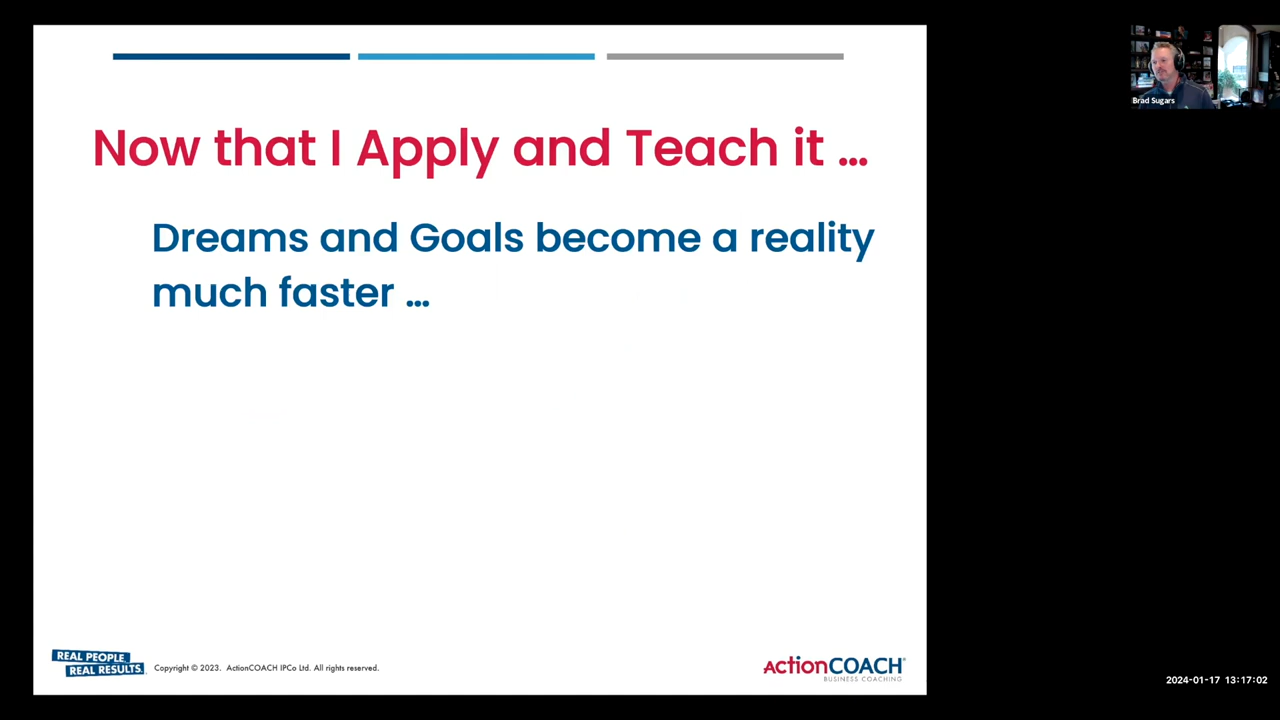 Now that I Apply and Teach it ...
Dreams and Goals become a reality
much faster ...
Brad Sugars
REAL PEOPLE.
REAL RESULTS.
Copyright © 2023. ActionCOACH IPCo Ltd. All rights reserved.
actionCOACH®
BUSINESS COACHING
2024-01-17 13:17:02